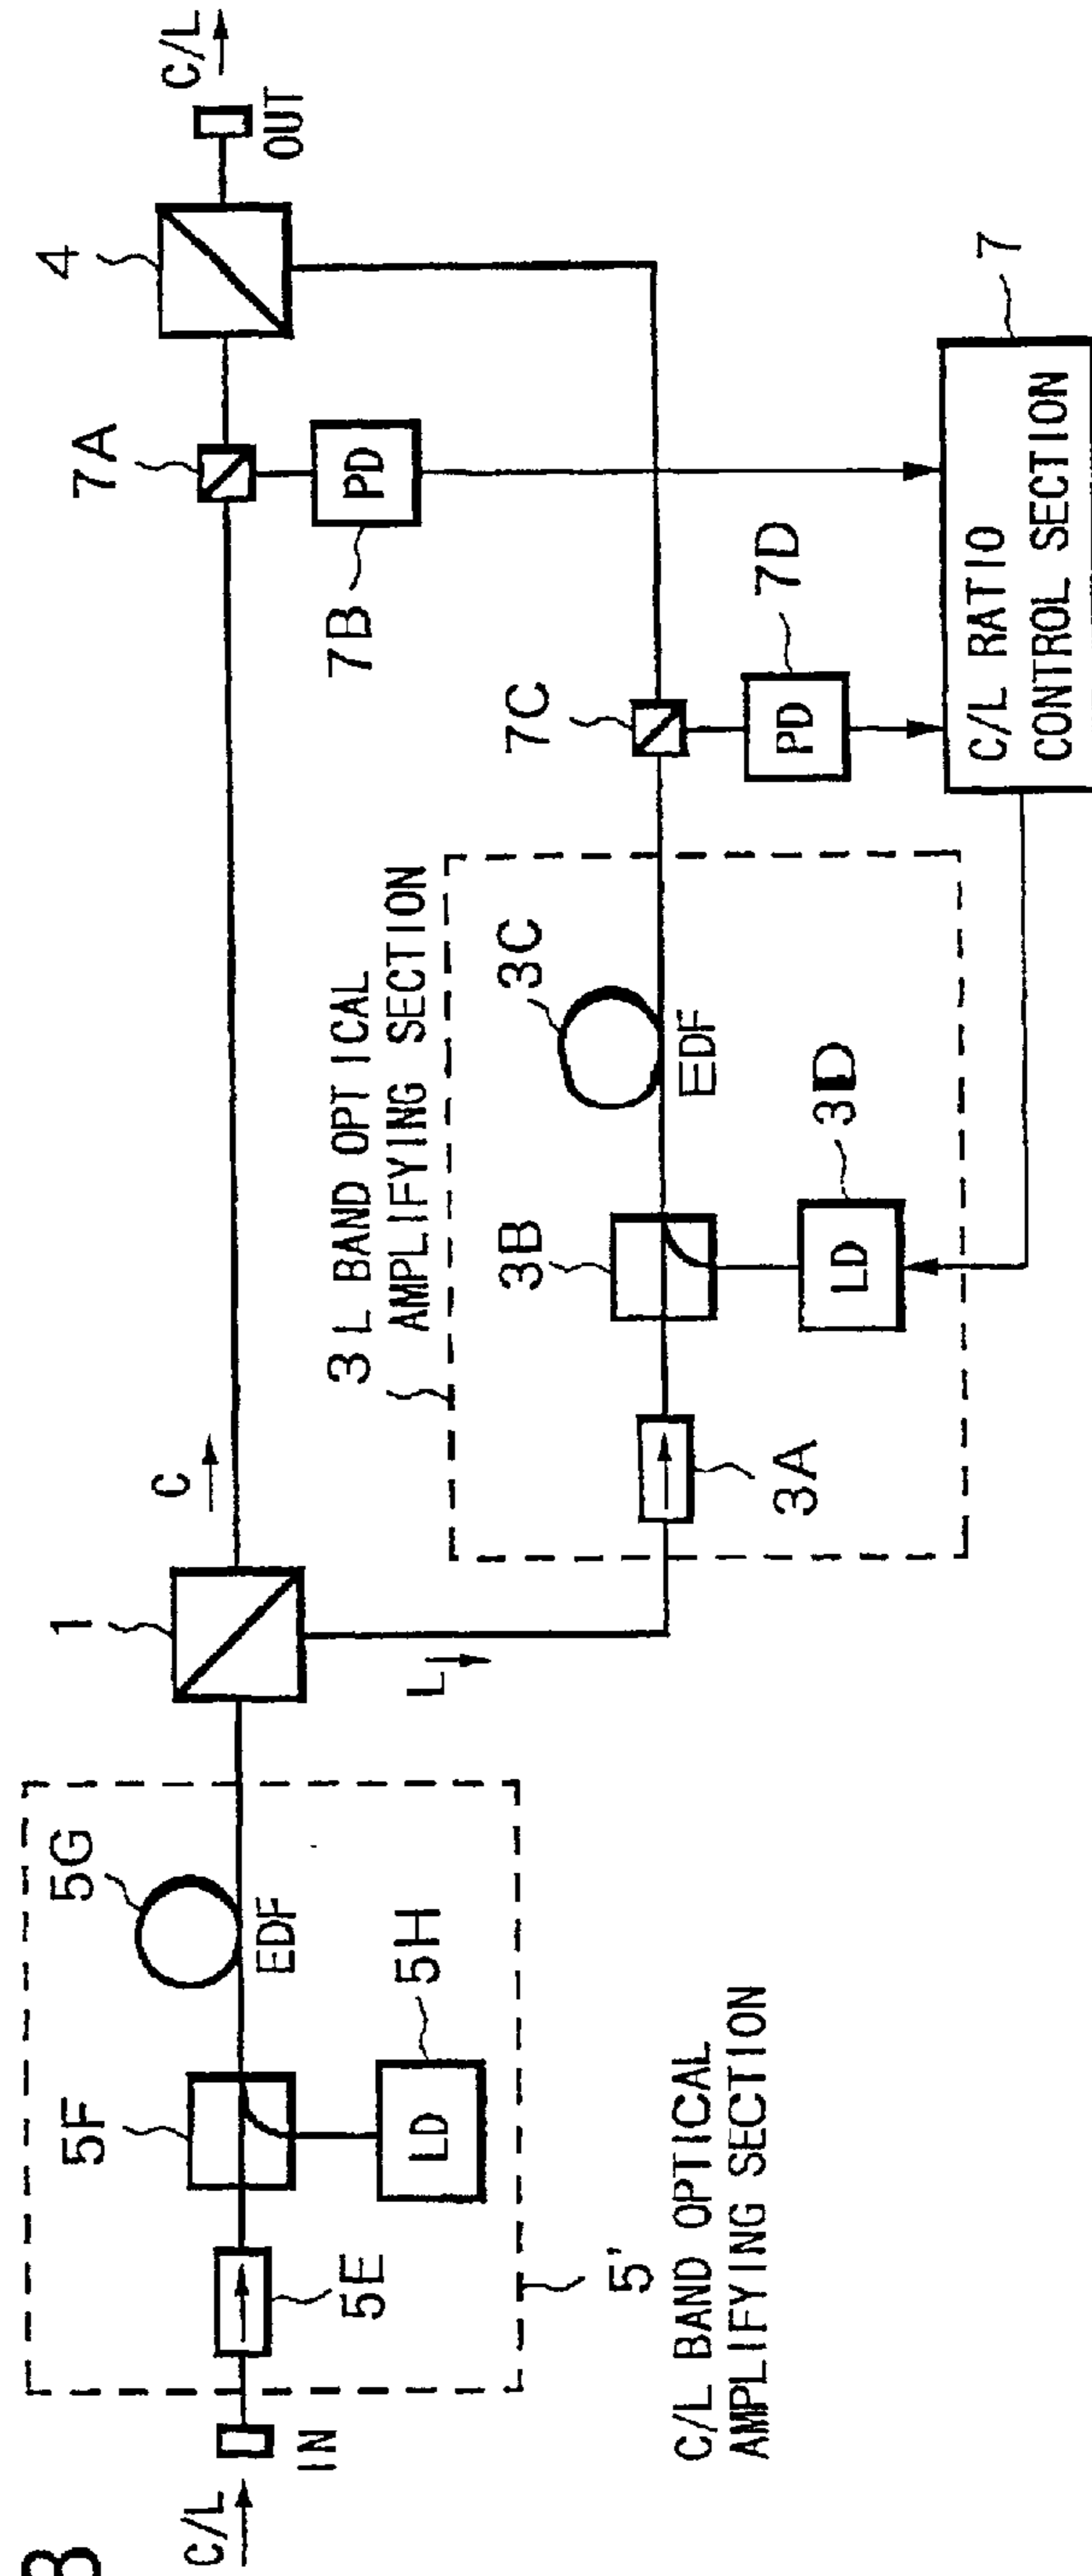 C/L
IN
5E
5F
5G
EDF
5H
LD
5'
C/L BAND OPTICAL
AMPLIFYING SECTION
1
C
L
3 L BAND OPTICAL
AMPLIFYING SECTION
3A
3B
3C
EDF
3D
LD
7A
PD
7B
7C
PD
7D
4
OUT
C/L
7
C/L RATIO
CONTROL SECTION